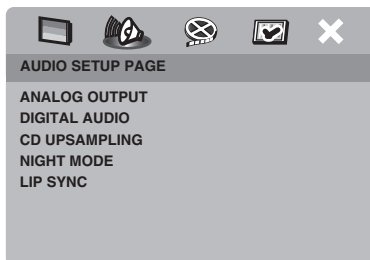 AUDIO SETUP PAGE
ANALOG OUTPUT
DIGITAL AUDIO
CD UPSAMPLING
NIGHT MODE
LIP SYNC